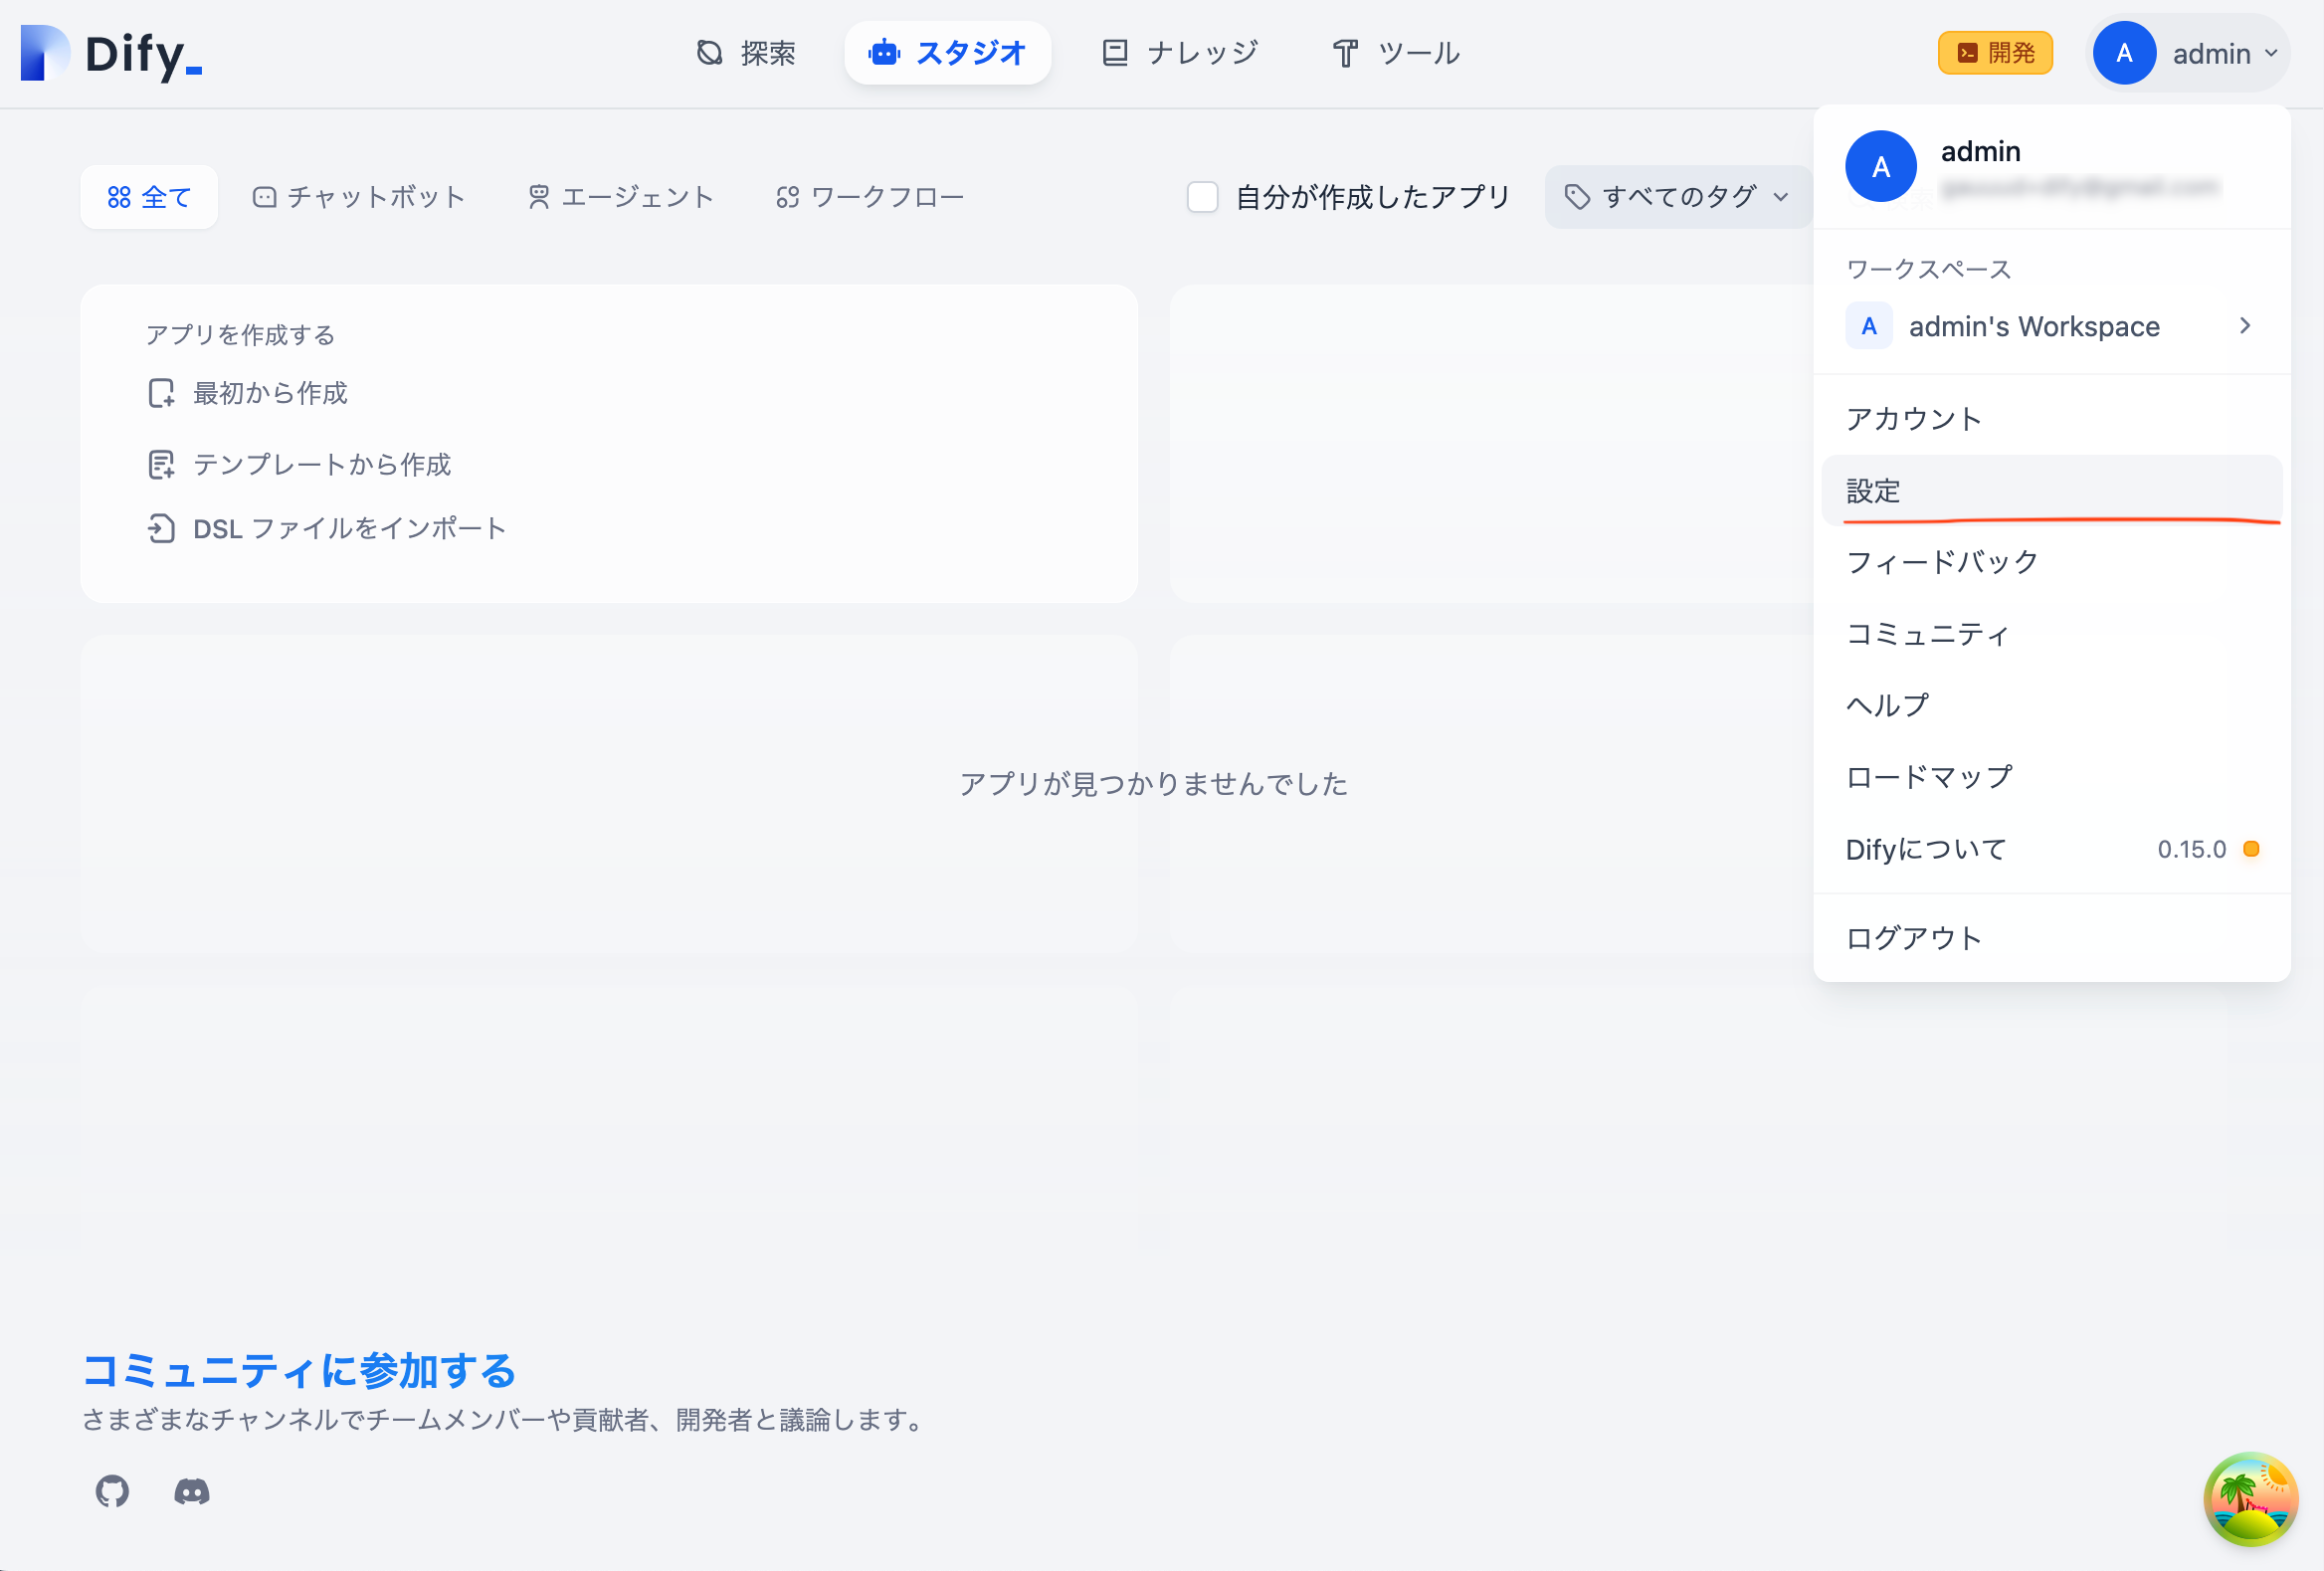 Dify_
探索
スタジオ
ナレッジ
ツール
開発
A
admin
全て
チャットボット
エージェント
ワークフロー
自分が作成したアプリ
すべてのタグ
アプリを作成する
最初から作成
テンプレートから作成
DSL ファイルをインポート
アプリが見つかりませんでした
A
admin
ワークスペース
A
admin's Workspace
アカウント
設定
フィードバック
コミュニティ
ヘルプ
ロードマップ
Difyについて
0.15.0
ログアウト
コミュニティに参加する
さまざまなチャンネルでチームメンバーや貢献者、開発者と議論します。